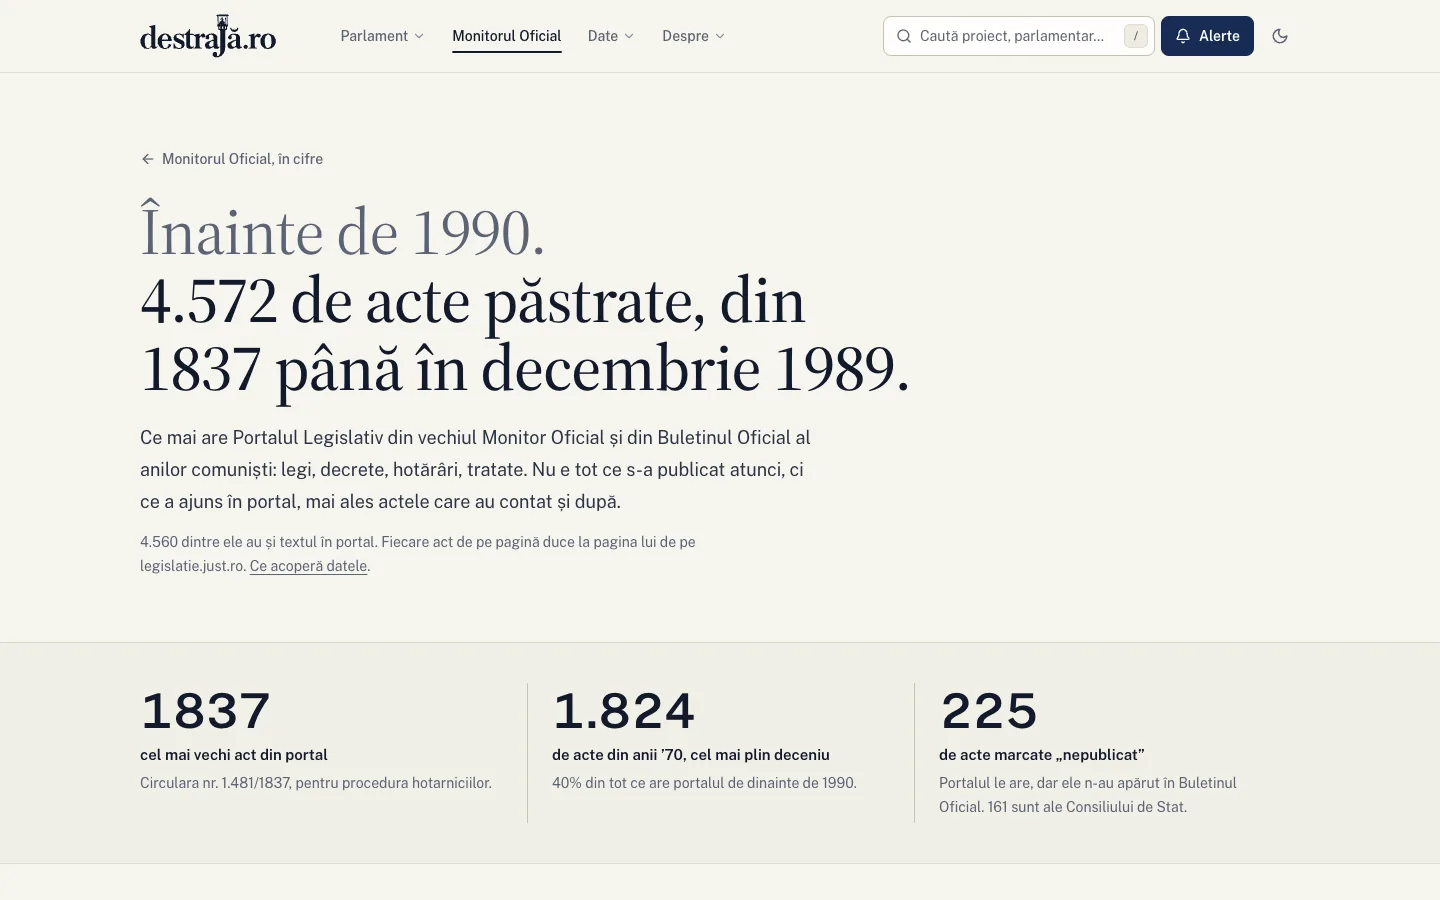 destrajă.ro
Parlament
Monitorul Oficial
Date
Despre
Caută proiect, parlamentar...
/
Alerte
Monitorul Oficial, în cifre
Înainte de 1990.
4.572 de acte păstrate, din
1837 până în decembrie 1989.
Ce mai are Portalul Legislativ din vechiul Monitor Oficial și din Buletinul Oficial al
anilor comuniști: legi, decrete, hotărâri, tratate. Nu e tot ce s-a publicat atunci, ci
ce a ajuns în portal, mai ales actele care au contat și după.
4.560 dintre ele au și textul în portal. Fiecare act de pe pagină duce la pagina lui de pe
legislatie.just.ro. Ce acoperă datele.
1837
cel mai vechi act din portal
Circulara nr. 1.481/1837, pentru procedura hotarniciilor.
1.824
de acte din anii ’70, cel mai plin deceniu
40% din tot ce are portalul de dinainte de 1990.
225
de acte marcate „nepublicat”
Portalul le are, dar ele n-au apărut în Buletinul
Oficial. 161 sunt ale Consiliului de Stat.